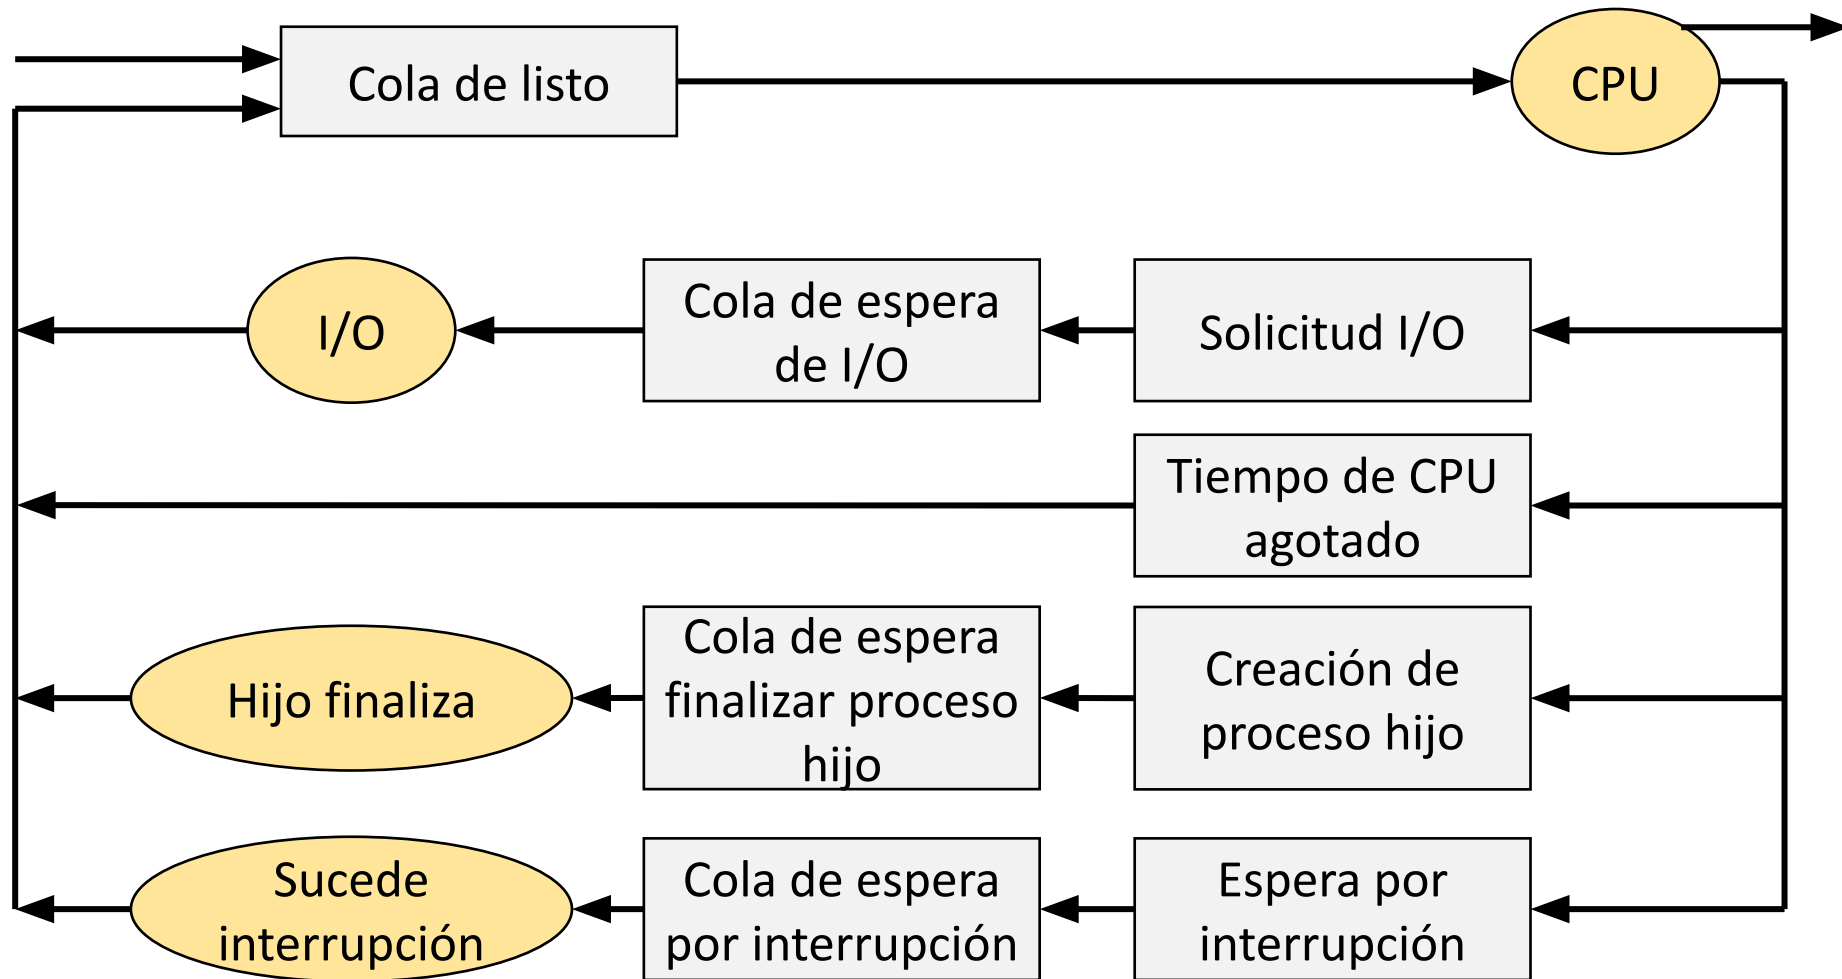 Cola de listo
CPU
I/O
Cola de espera
de I/O
Solicitud I/O
Tiempo de CPU
agotado
Hijo finaliza
Cola de espera
finalizar proceso
hijo
Creación de
proceso hijo
Sucede
interrupción
Cola de espera
por interrupción
Espera por
interrupción